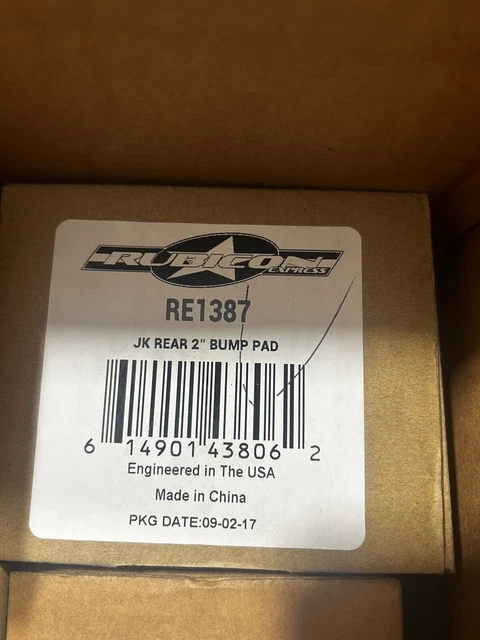 RUBICON
EXPRESS
RE1387
JK REAR 2" BUMP PAD
6 14901 43806 2
Engineered in The USA
Made in China
PKG DATE:09-02-17